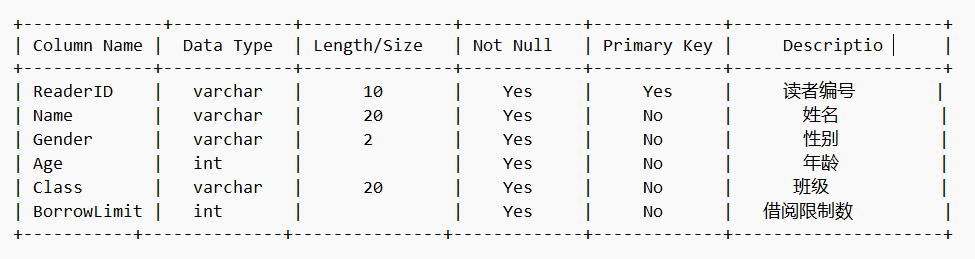 +--------------+------------+---------------+------------+-------------+---------------------+
| Column Name | Data Type | Length/Size | Not Null | Primary Key | Descriptio |
+-------------+-------------+---------------+------------+-------------+---------------------+
| ReaderID | varchar | 10 | Yes | Yes | 读者编号 |
| Name | varchar | 20 | Yes | No | 姓名 |
| Gender | varchar | 2 | Yes | No | 性别 |
| Age | int | | Yes | No | 年龄 |
| Class | varchar | 20 | Yes | No | 班级 |
| BorrowLimit | int | | Yes | No | 借阅限制数 |
+-----------+--------------+---------------+-------------+-------------+---------------------+